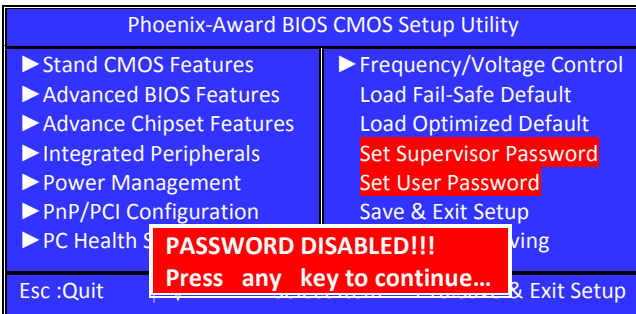 Phoenix-Award BIOS CMOS Setup Utility
►Stand CMOS Features
►Advanced BIOS Features
►Advance Chipset Features
►Integrated Peripherals
►Power Management
►PnP/PCI Configuration
►PC Health
►Frequency/Voltage Control
Load Fail-Safe Default
Load Optimized Default
Set Supervisor Password
Set User Password
Save & Exit Setup
PASSWORD DISABLED!!!
Press any key to continue...
Esc :Quit
& Exit Setup